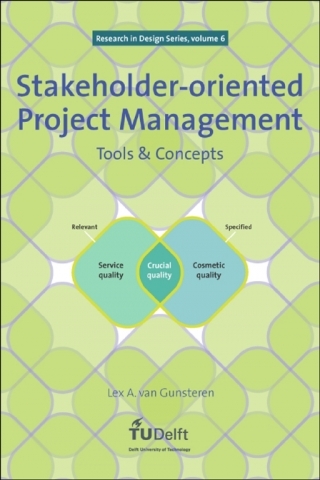 Research in Design Series, volume 6
Stakeholder-oriented
Project Management
Tools & Concepts
Relevant
Specified
Service
quality
Crucial
quality
Cosmetic
quality
Lex A. van Gunsteren
TUDelft
Delft University of Technology